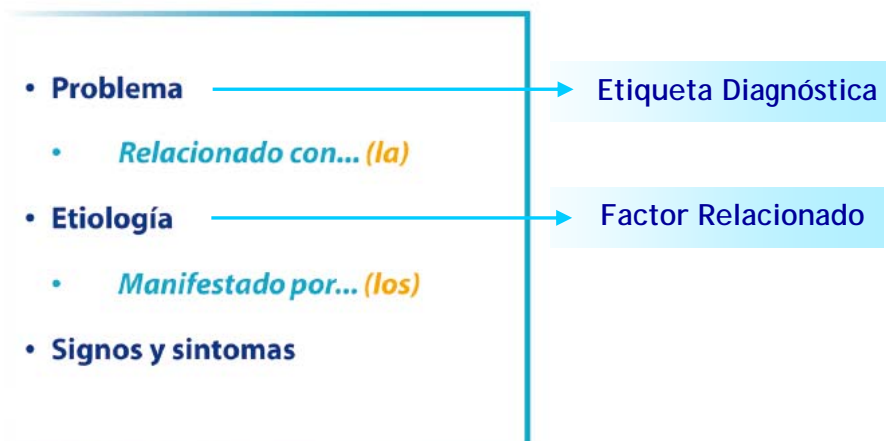 • Problema
Etiqueta Diagnóstica
• Relacionado con... (la)
• Etiología
Factor Relacionado
• Manifestado por... (los)
• Signos y sintomas